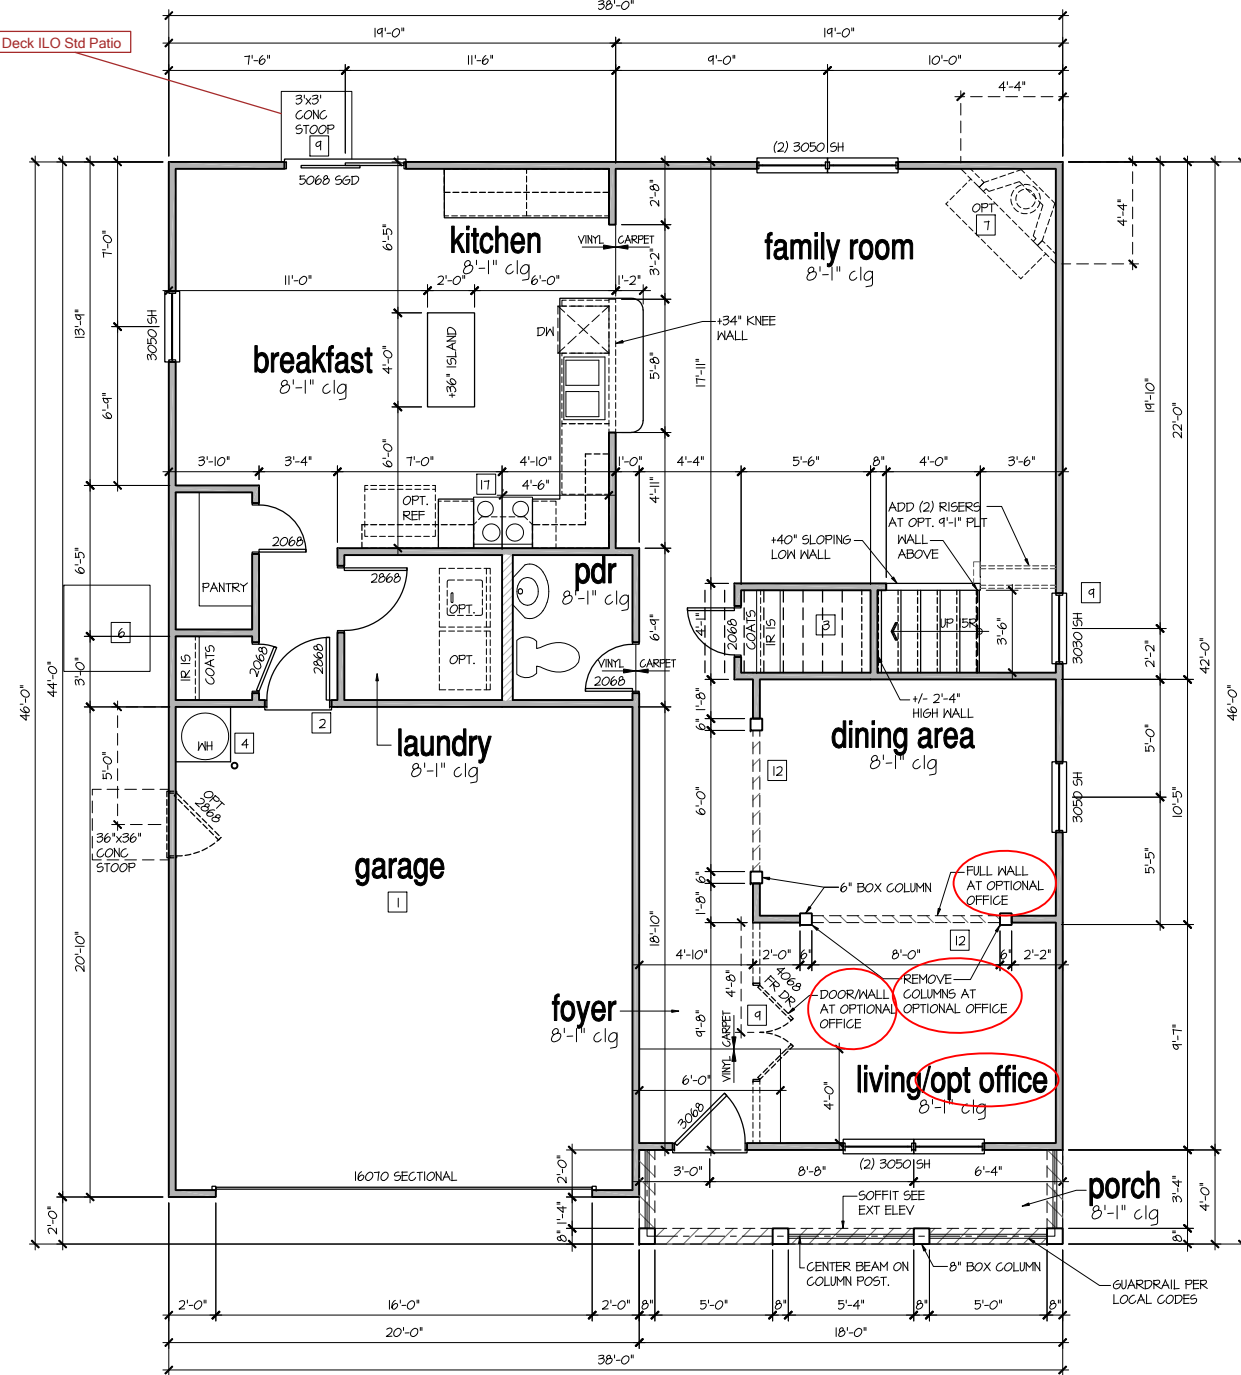 38'-0"
Deck ILO Std Patio
19'-0"
19'-0"
7'-6"
11'-6"
9'-0"
10'-0"
4'-4"
3'x3'
CONC
STOOP
9
(2) 3050 SH
5068 SGD
2'-8"
OPT
7
4'-4"
7'-0"
6'-5"
kitchen
8'-1" clg
VINYL
CARPET
family room
8'-1" clg
3'-2"
11'-0"
2'-0"
6'-0"
1'-2"
13'-9"
3050 SH
DW
+34" KNEE
WALL
breakfast
8'-1" clg
4'-0"
+36" ISLAND
5'-8"
17'-11"
6'-9"
19'-10"
22'-0"
6'-0"
3'-10"
3'-4"
7'-0"
4'-10"
1'-0"
4'-4"
5'-6"
8"
4'-0"
3'-6"
17
4'-6"
4'-11"
OPT.
REF
ADD (2) RISERS
AT OPT. 9'-1" PLT
+40" SLOPING
LOW WALL
WALL
ABOVE
2068
6'-5"
PANTRY
2868
pdr
8'-1" clg
OPT.
9
6
6'-9"
4'-1"
2068
COATS
1R 1S
3
UP 5R
3'-6"
3030 SH
2'-2"
42'-0"
44'-0"
46'-0"
3'-0"
1R 1S
COATS
2068
2868
OPT.
VINYL
CARPET
2068
+/- 2'-4"
HIGH WALL
46'-0"
1'-8"
6"
2
WH
4
laundry
8'-1" clg
dining area
8'-1" clg
5'-0"
5'-0"
12
OPT
2868
6'-0"
3050 SH
10'-5"
36"x36"
CONC
STOOP
garage
1
5'-5"
6"
6" BOX COLUMN
FULL WALL
AT OPTIONAL
OFFICE
1'-8"
20'-10"
18'-10"
12
4'-10"
2'-0"
6"
8'-0"
6"
2'-2"
4'-8"
4068
FR DR
DOOR/WALL
AT OPTIONAL
OFFICE
REMOVE
COLUMNS AT
OPTIONAL OFFICE
foyer
8'-1" clg
9'-8"
9
VINYL
CARPET
9'-7"
6'-0"
living/opt office
8'-1" clg
4'-0"
3068
16070 SECTIONAL
2'-0"
3'-0"
8'-8"
(2) 3050 SH
6'-4"
porch
8'-1" clg
3'-4"
4'-0"
SOFFIT SEE
EXT ELEV
2'-0"
1'-4"
8"
8"
CENTER BEAM ON
COLUMN POST.
8" BOX COLUMN
GUARDRAIL PER
LOCAL CODES
2'-0"
16'-0"
2'-0"
8"
5'-0"
8"
5'-4"
8"
5'-0"
8"
20'-0"
18'-0"
38'-0"